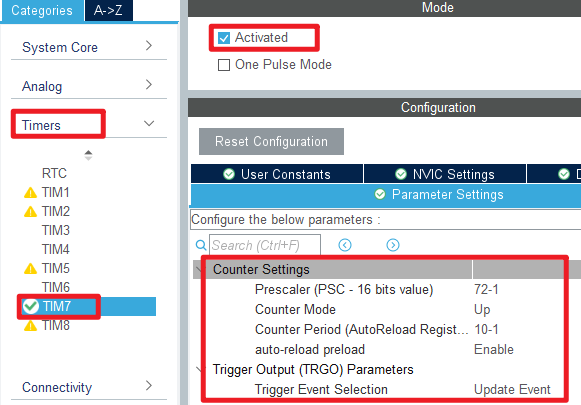 Categories A->Z
System Core
Analog
Timers
RTC
TIM1
TIM2
TIM3
TIM4
TIM5
TIM6
TIM7
TIM8
Connectivity
Mode
Activated
One Pulse Mode
Configuration
Reset Configuration
User Constants NVIC Settings
Parameter Settings
Configure the below parameters :
Search (Ctrl+F)
Counter Settings
Prescaler (PSC - 16 bits value) 72-1
Counter Mode Up
Counter Period (AutoReload Regist... 10-1
auto-reload preload Enable
Trigger Output (TRGO) Parameters
Trigger Event Selection Update Event